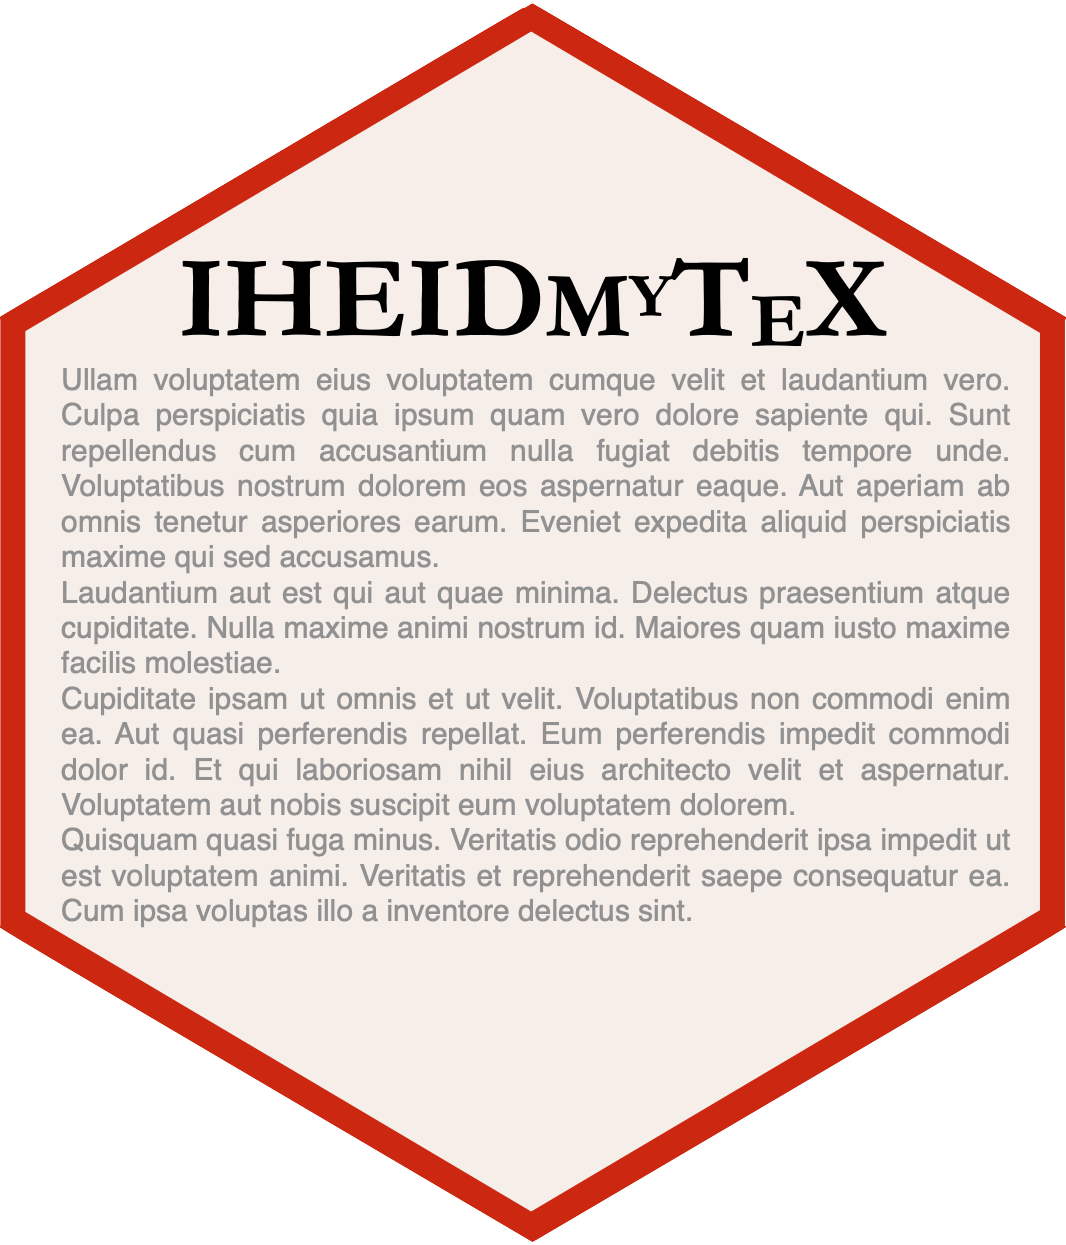 IHEIDMYTEX
Ullam voluptatem eius voluptatem cumque velit et laudantium vero.
Culpa perspiciatis quia ipsum quam vero dolore sapiente qui. Sunt
repellendus cum accusantium nulla fugiat debitis tempore unde.
Voluptatibus nostrum dolorem eos aspernatur eaque. Aut aperiam ab
omnis tenetur asperiores earum. Eveniet expedita aliquid perspiciatis
maxime qui sed accusamus.
Laudantium aut est qui aut quae minima. Delectus praesentium atque
cupiditate. Nulla maxime animi nostrum id. Maiores quam iusto maxime
facilis molestiae.
Cupiditate ipsam ut omnis et ut velit. Voluptatibus non commodi enim
ea. Aut quasi perferendis repellat. Eum perferendis impedit commodi
dolor id. Et qui laboriosam nihil eius architecto velit et aspernatur.
Voluptatem aut nobis suscipit eum voluptatem dolorem.
Quisquam quasi fuga minus. Veritatis odio reprehenderit ipsa impedit ut
est voluptatem animi. Veritatis et reprehenderit saepe consequatur ea.
Cum ipsa voluptas illo a inventore delectus sint.